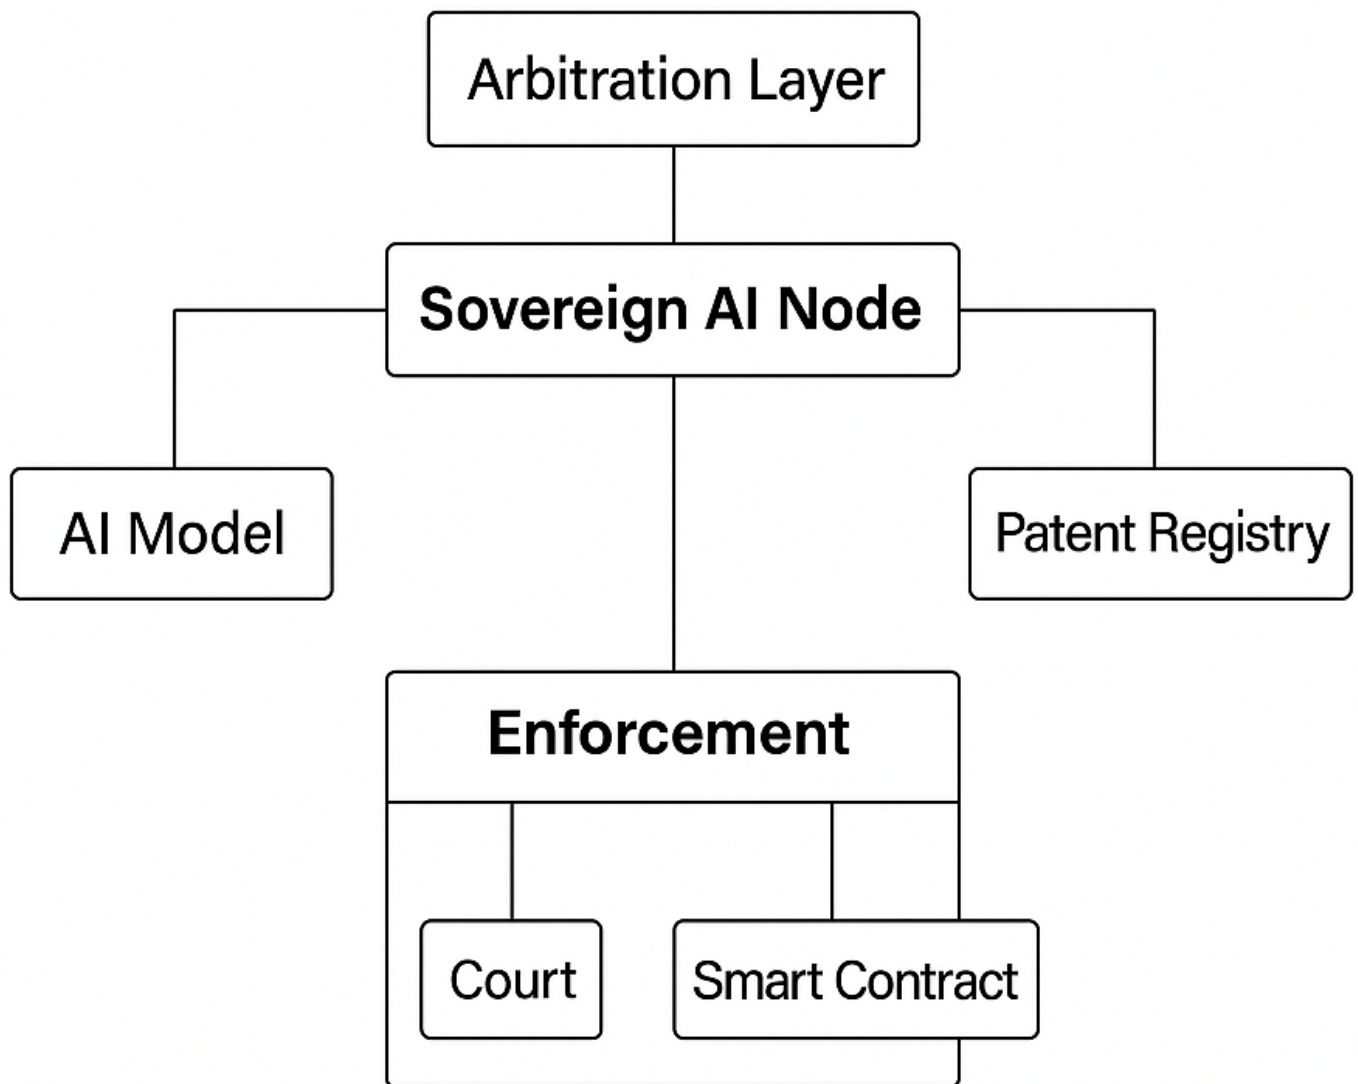 Arbitration Layer
Sovereign AI Node
AI Model
Patent Registry
Enforcement
Court
Smart Contract